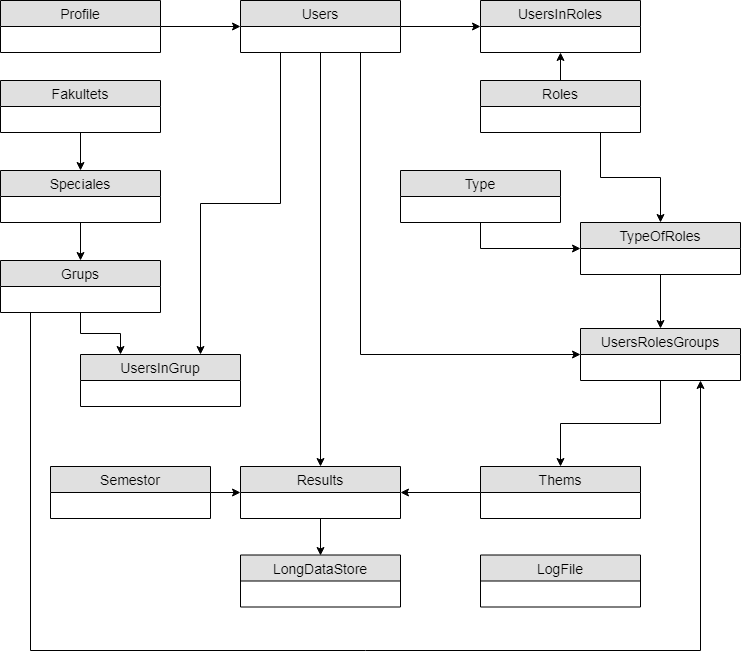 Profile
Users
UsersInRoles
Fakultets
Roles
Speciales
Type
TypeOfRoles
Grups
UsersRolesGroups
UsersInGrup
Semestor
Results
Thems
LongDataStore
LogFile